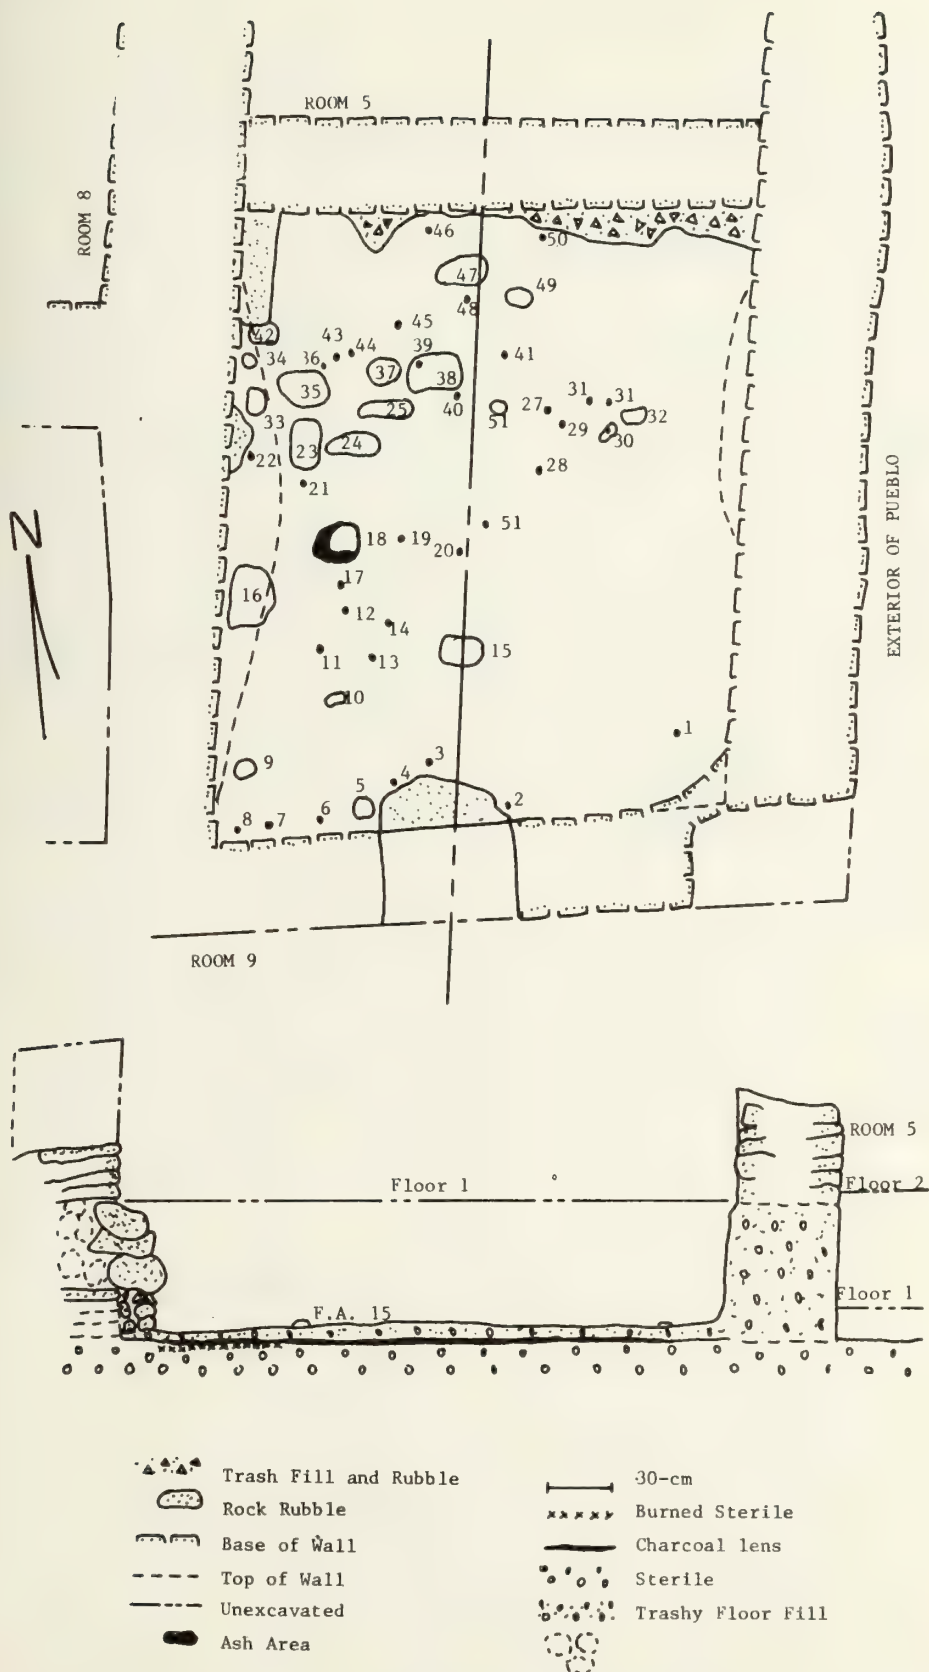 ROOM 5
ROOM 8
46
50
47
49
48
42
43
45
44
39
41
34
36
37
38
35
31
31
40
27
32
25
51
33
29
30
24
23
22
28
21
51
18
19
20
17
16
12
14
15
11
13
10
1
3
9
4
5
2
6
7
8
N
EXTERIOR OF PUEBLO
ROOM 9
ROOM 5
Floor 1
Floor 2
Floor 1
F.A. 15
Trash Fill and Rubble
Rock Rubble
Base of Wall
Top of Wall
Unexcavated
Ash Area
30-cm
Burned Sterile
Charcoal lens
Sterile
Trashy Floor Fill